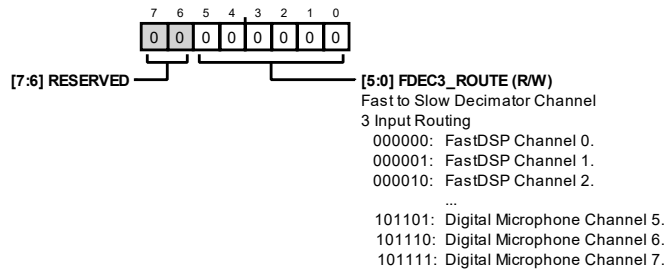 7 6 5 4 3 2 1 0
0 0 0 0 0 0 0 0
[7:6] RESERVED
[5:0] FDEC3_ROUTE (R/W)
Fast to Slow Decimator Channel
3 Input Routing
000000: FastDSP Channel 0.
000001: FastDSP Channel 1.
000010: FastDSP Channel 2.
...
101101: Digital Microphone Channel 5.
101110: Digital Microphone Channel 6.
101111: Digital Microphone Channel 7.